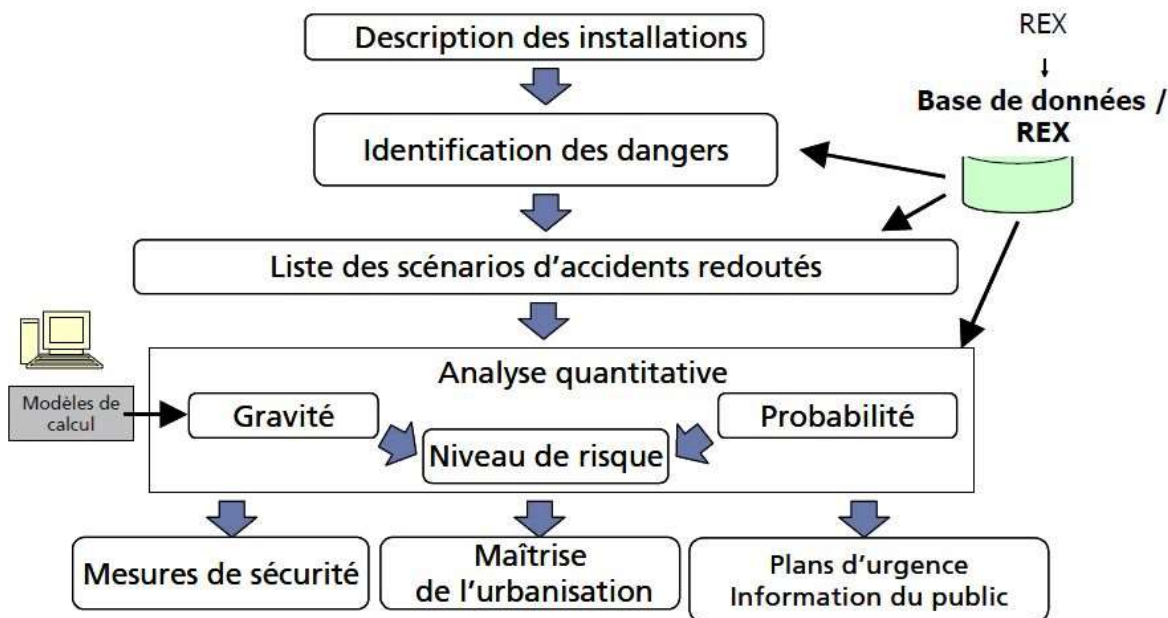 Description des installations
REX
↓
Base de données /
REX
Identification des dangers
Liste des scénarios d'accidents redoutés
Analyse quantitative
Modèles de
calcul
Gravité
Probabilité
Niveau de risque
Mesures de sécurité
Maîtrise
de l'urbanisation
Plans d'urgence
Information du public